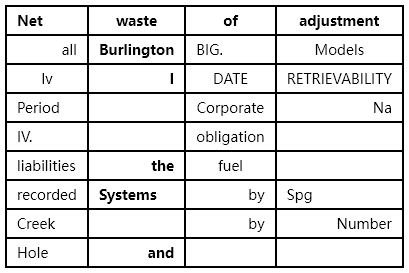 Net waste of adjustment
all Burlington BIG. Models
Iv I DATE RETRIEVABILITY
Period Corporate Na
IV. obligation
liabilities the fuel
recorded Systems by Spg
Creek by Number
Hole and